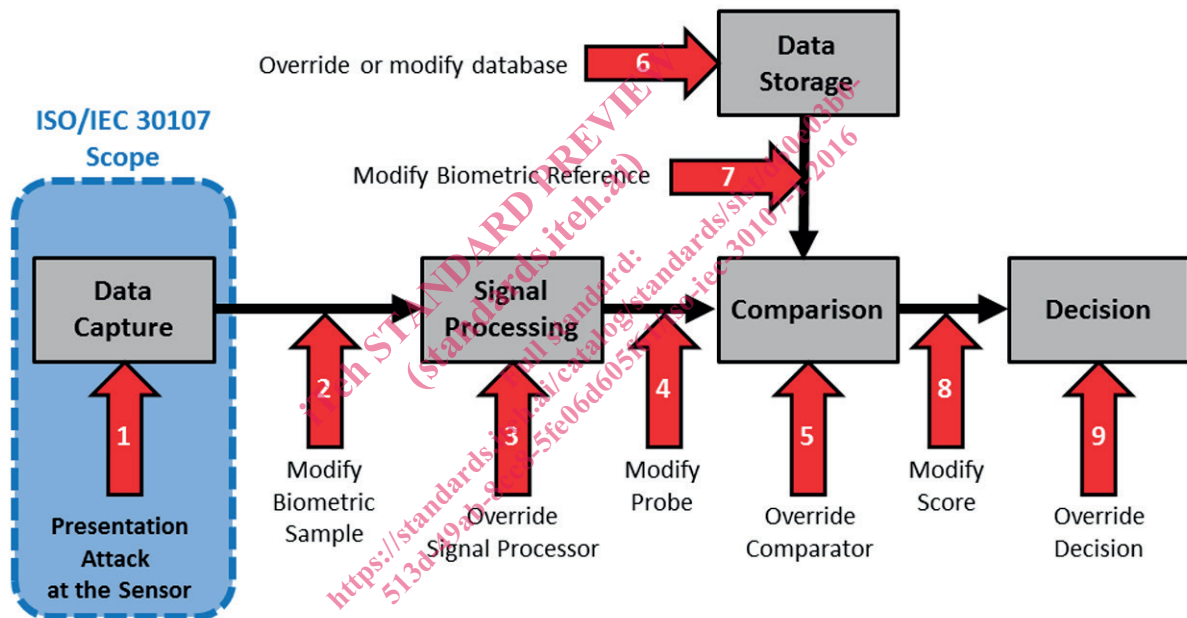 Override or modify database
6
Data
Storage
ISO/IEC 30107
Scope
Modify Biometric Reference
7
Data
Capture
Signal
Processing
Comparison
Decision
1
2
3
4
5
8
9
Presentation
Attack
at the Sensor
Modify
Biometric
Sample
Override
Signal Processor
Modify
Probe
Override
Comparator
Modify
Score
Override
Decision
iTeh STANDARD PREVIEW
(standards.iteh.ai)
Full standard: